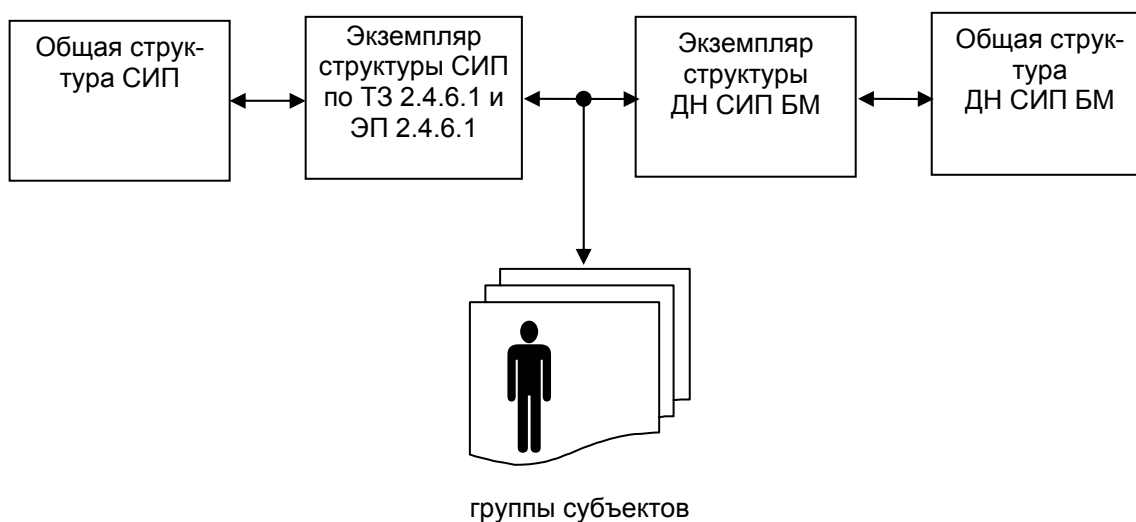 Общая струк-
тура СИП
Экземпляр
структуры СИП
по ТЗ 2.4.6.1 и
ЭП 2.4.6.1
Экземпляр
структуры
ДН СИП БМ
Общая струк-
тура
ДН СИП БМ
группы субъектов